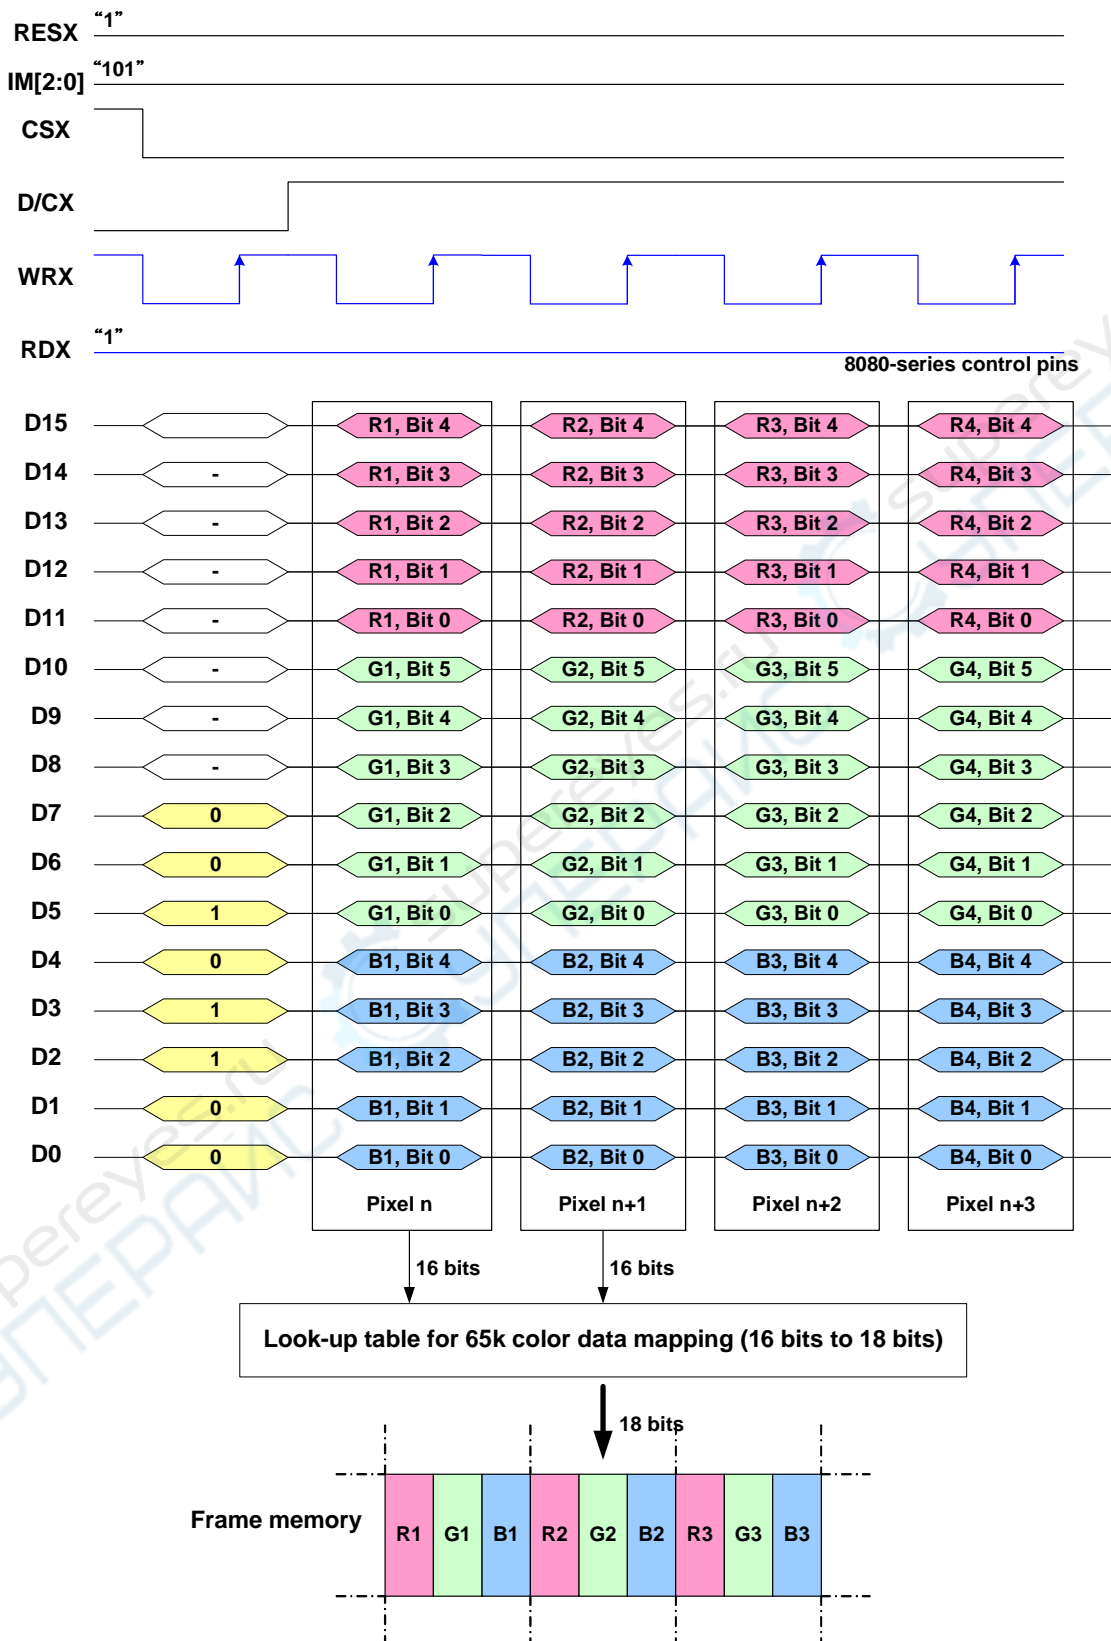 RESX “1”
IM[2:0] “101”
CSX
D/CX
WRX
RDX “1”
8080-series control pins
D15 R1, Bit 4 R2, Bit 4 R3, Bit 4 R4, Bit 4
D14 - R1, Bit 3 R2, Bit 3 R3, Bit 3 R4, Bit 3
D13 - R1, Bit 2 R2, Bit 2 R3, Bit 2 R4, Bit 2
D12 - R1, Bit 1 R2, Bit 1 R3, Bit 1 R4, Bit 1
D11 - R1, Bit 0 R2, Bit 0 R3, Bit 0 R4, Bit 0
D10 - G1, Bit 5 G2, Bit 5 G3, Bit 5 G4, Bit 5
D9 - G1, Bit 4 G2, Bit 4 G3, Bit 4 G4, Bit 4
D8 - G1, Bit 3 G2, Bit 3 G3, Bit 3 G4, Bit 3
D7 0 G1, Bit 2 G2, Bit 2 G3, Bit 2 G4, Bit 2
D6 0 G1, Bit 1 G2, Bit 1 G3, Bit 1 G4, Bit 1
D5 1 G1, Bit 0 G2, Bit 0 G3, Bit 0 G4, Bit 0
D4 0 B1, Bit 4 B2, Bit 4 B3, Bit 4 B4, Bit 4
D3 1 B1, Bit 3 B2, Bit 3 B3, Bit 3 B4, Bit 3
D2 1 B1, Bit 2 B2, Bit 2 B3, Bit 2 B4, Bit 2
D1 0 B1, Bit 1 B2, Bit 1 B3, Bit 1 B4, Bit 1
D0 0 B1, Bit 0 B2, Bit 0 B3, Bit 0 B4, Bit 0
Pixel n Pixel n+1 Pixel n+2 Pixel n+3
16 bits 16 bits
Look-up table for 65k color data mapping (16 bits to 18 bits)
18 bits
Frame memory R1 G1 B1 R2 G2 B2 R3 G3 B3
supereyes.ru
СУПЕРАЙС